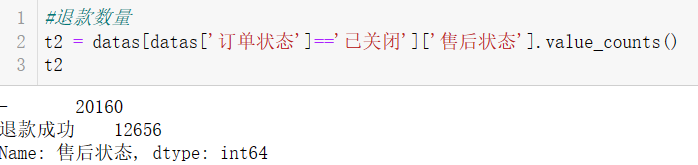 1 #退款数量
2 t2 = datas[datas['订单状态']=='已关闭']['售后状态'].value_counts()
3 t2
- 20160
退款成功 12656
Name: 售后状态, dtype: int64